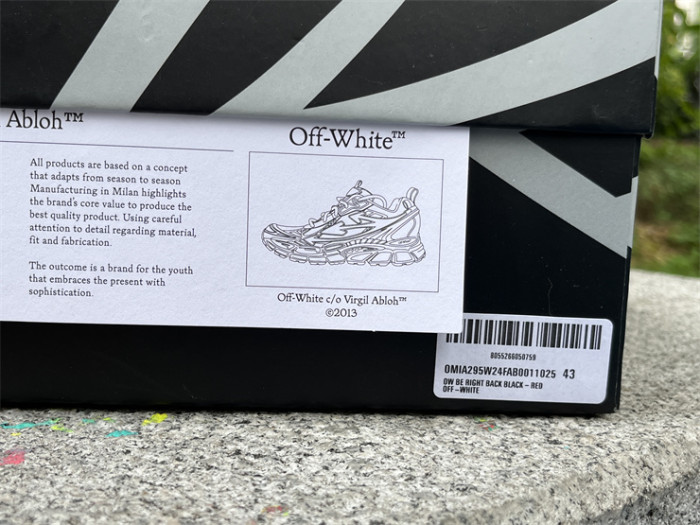 Abloh™
All products are based on a concept
that adapts from season to season
Manufacturing in Milan highlights
the brand's core value to produce the
best quality product. Using careful
attention to detail regarding material,
fit and fabrication.
The outcome is a brand for the youth
that embraces the present with
sophistication.
Off-White™
Off-White c/o Virgil Abloh™
©2013
8055266050759
OMIA295W24FAB0011025 43
OW BE RIGHT BACK BLACK - RED
OFF-WHITE